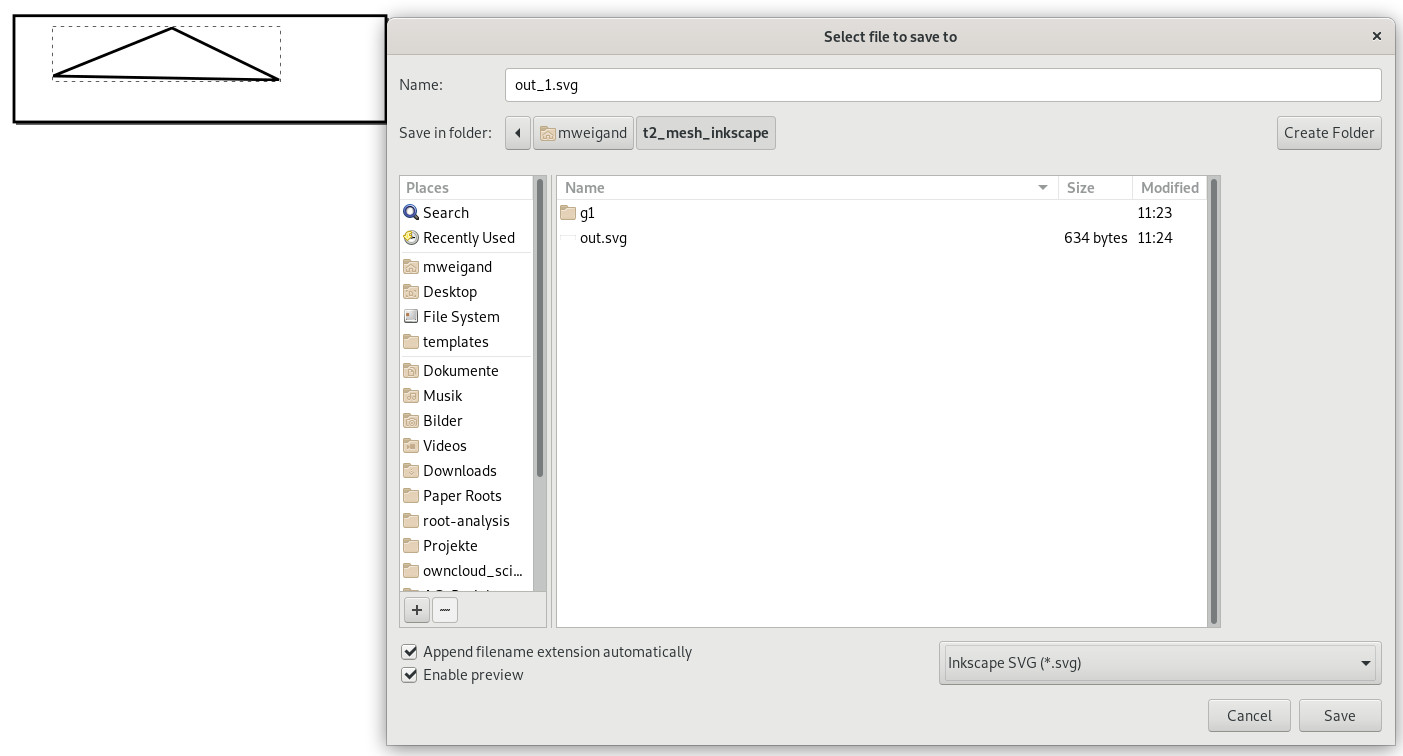 Select file to save to
Name: out_1.svg
Save in folder: mweigand t2_mesh_inkscape Create Folder
Places
Search
Recently Used
mweigand
Desktop
File System
templates
Dokumente
Musik
Bilder
Videos
Downloads
Paper Roots
root-analysis
Projekte
owncloud_sci...
Name Size Modified
g1 11:23
out.svg 634 bytes 11:24
Append filename extension automatically
Enable preview
Inkscape SVG (*.svg)
Cancel Save